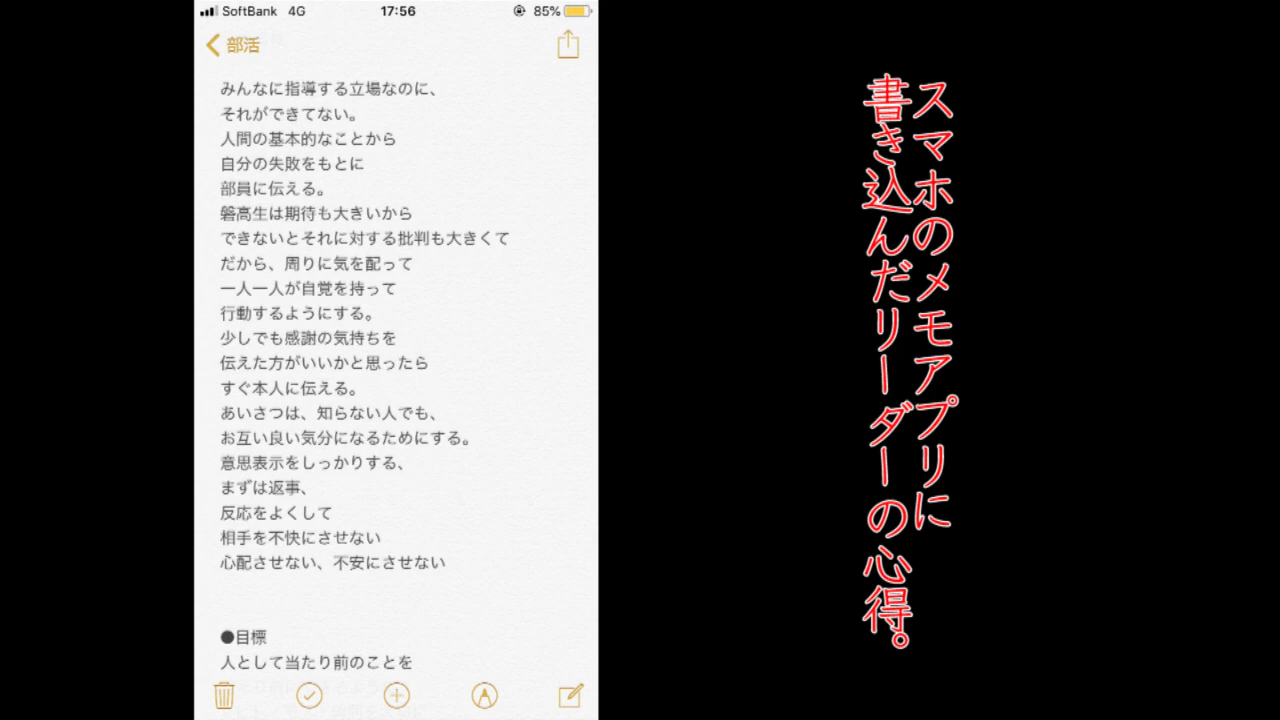 SoftBank 4G 17:56 85%
部活
みんなに指導する立場なのに、
それができてない。
人間の基本的なことから
自分の失敗をもとに
部員に伝える。
磐高生は期待も大きいから
できないとそれに対する批判も大きくて
だから、周りに気を配って
一人一人が自覚を持って
行動するようにする。
少しでも感謝の気持ちを
伝えた方がいいかと思ったら
すぐ本人に伝える。
あいさつは、知らない人でも、
お互い良い気分になるためにする。
意思表示をしっかりする、
まずは返事、
反応をよくして
相手を不快にさせない
心配させない、不安にさせない
●目標
人として当たり前のことを
スマホのメモアプリに
書き込んだリーダーの心得。